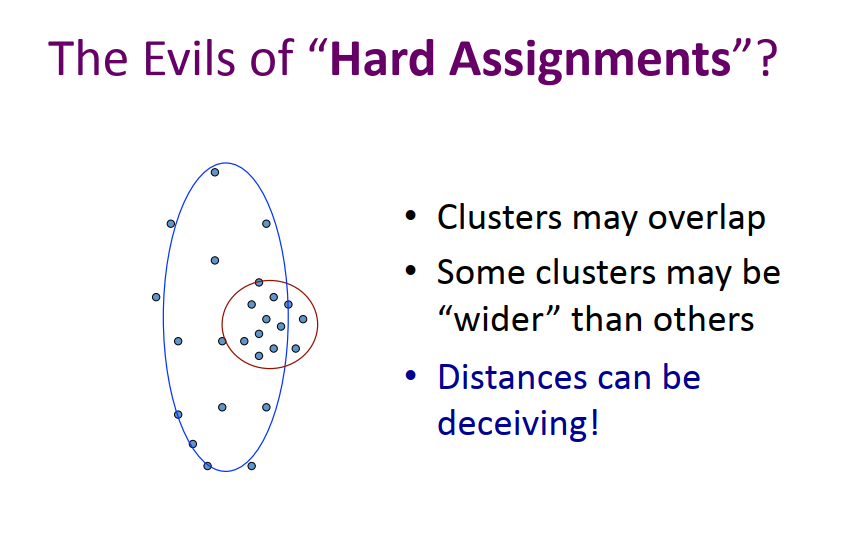 The Evils of “Hard Assignments”?
• Clusters may overlap
• Some clusters may be
“wider” than others
• Distances can be
deceiving!